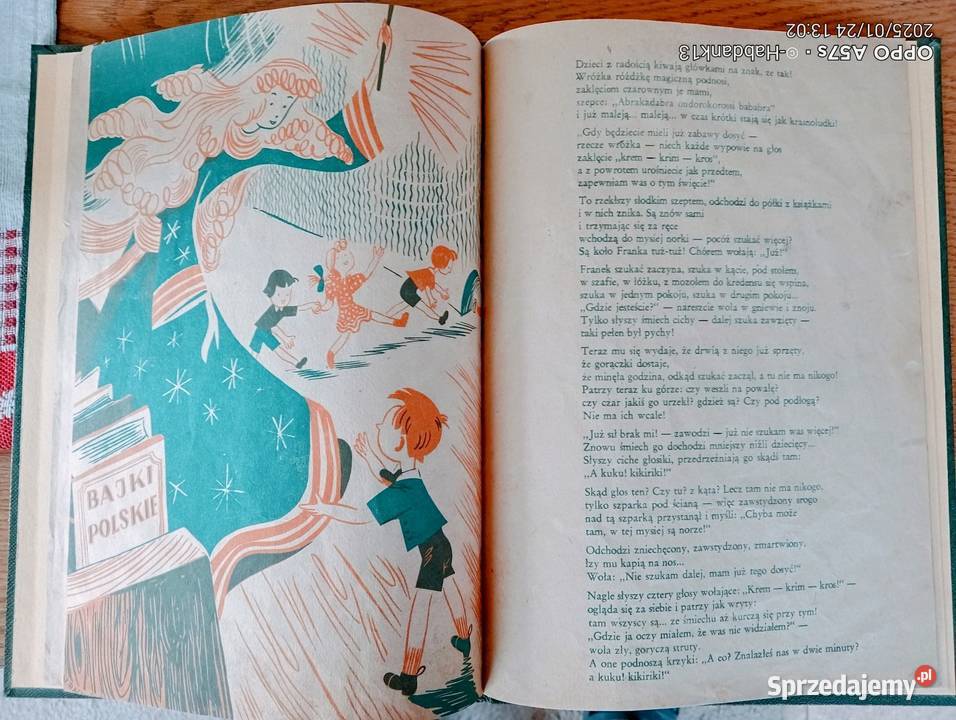 BAJKI
POLSKIE
OPPO A57s · ©-Habdank13
2025/01/24 13:02
Dzieci z radością kiwają główkami na znak, że tak!
Wróżka różdżkę magiczną podnosi,
zaklęciom czarownym je mami,
szepce: „Abrakadabra undorokorossi bababra"
i już maleją... maleją... w czas krótki stają się jak krasnoludki!
„Gdy będziecie mieli już zabawy dosyć —
rzecze wróżka — niech każde wypowie na głos
zaklęcie „krem — krim — kros",
a z powrotem urośniecie jak przedtem,
zapewniam was o tym święcie!"
To rzekłszy słodkim szeptem, odchodzi do półki z książkami
i w nich znika. Są znów sami
i trzymając się za ręce
wchodzą do mysiej norki — pocóż szukać więcej?
Są koło Franka tuż-tuż! Chórem wołają: „Już!"
Franek szukać zaczyna, szuka w kącie, pod stołem,
w szafie, w łóżku, z mozołem do kredensu się wspina,
szuka w jednym pokoju, szuka w drugim pokoju...
„Gdzie jesteście?" — nareszcie woła w gniewie i znoju.
Tylko słyszy śmiech cichy — dalej szuka zawzięty —
taki pełen był pychy!
Teraz mu się wydaje, że drwią z niego już sprzęty,
że gorączki dostaje,
że minęła godzina, odkąd szukać zaczął, a tu nie ma nikogo!
Patrzy teraz ku górze: czy weszli na powałę?
czy czar jakiś go urzekł? gdzież są? Czy pod podłogą?
Nie ma ich wcale!
„Już sił brak mi! — zawodzi — już nie szukam was więcej!"
Znowu śmiech go dochodzi mniejszy niźli dziecięcy...
Słyszy ciche głosiki, przedrzeźniają go skądś tam:
„A kuku! kikiriki!"
Skąd głos ten? Czy tu? z kąta? Lecz tam nie ma nikogo,
tylko szparka pod ścianą — więc zawstydzony srogo
nad tą szparką przystanął i myśli: „Chyba może
tam, w tej mysiej są norze!"
Odchodzi zniechęcony, zawstydzony, zmartwiony,
łzy mu kapią na nos...
Woła: „Nie szukam dalej, mam już tego dosyć!"
Nagle słyszy cztery głosy wołające: „Krem — krim — kros!" —
ogląda się za siebie i patrzy jak wryty:
tam wszyscy są... ze śmiechu aż kurczą się przy tym!
„Gdzie ja oczy miałem, że was nie widziałem?" —
woła zły, goryczą struty.
A one podnoszą krzyki: „A co? Znalazłeś nas w dwie minuty?
a kuku! kikiriki!"
Sprzedajemy.pl